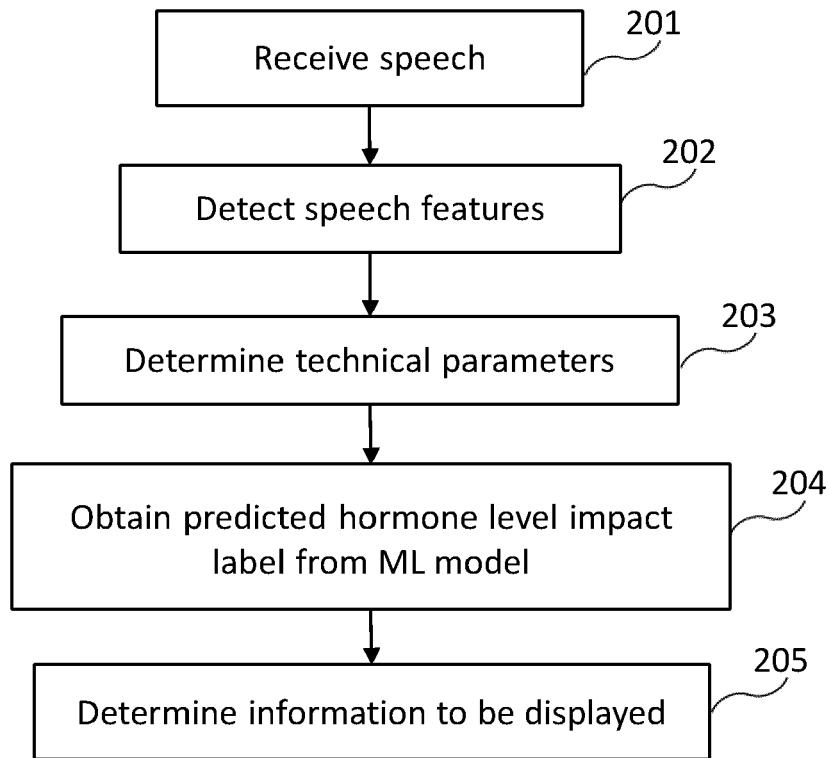 201
Receive speech
202
Detect speech features
203
Determine technical parameters
204
Obtain predicted hormone level impact
label from ML model
205
Determine information to be displayed